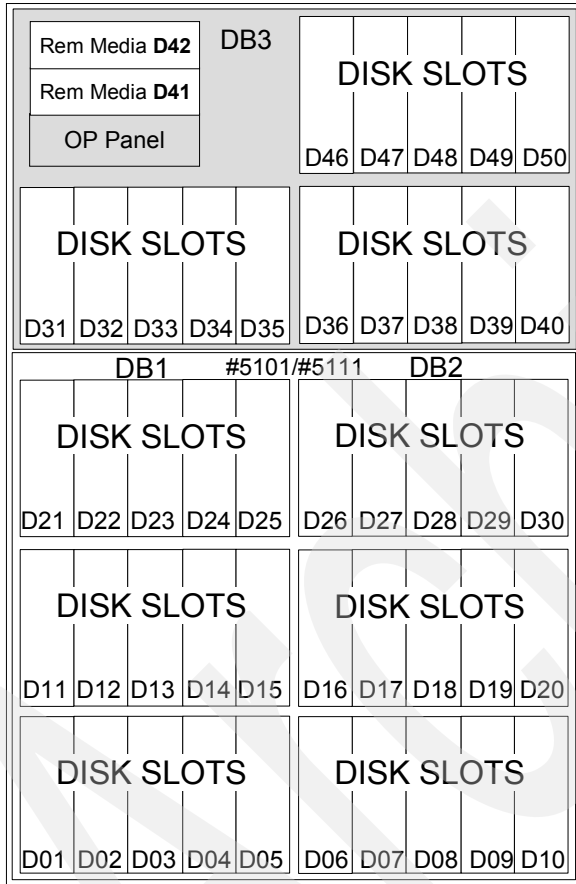 Rem Media D42 DB3
Rem Media D41
OP Panel
DISK SLOTS
D46 D47 D48 D49 D50
DISK SLOTS DISK SLOTS
D31 D32 D33 D34 D35 D36 D37 D38 D39 D40
DB1 #5101/#5111 DB2
DISK SLOTS DISK SLOTS
D21 D22 D23 D24 D25 D26 D27 D28 D29 D30
DISK SLOTS DISK SLOTS
D11 D12 D13 D14 D15 D16 D17 D18 D19 D20
DISK SLOTS DISK SLOTS
D01 D02 D03 D04 D05 D06 D07 D08 D09 D10